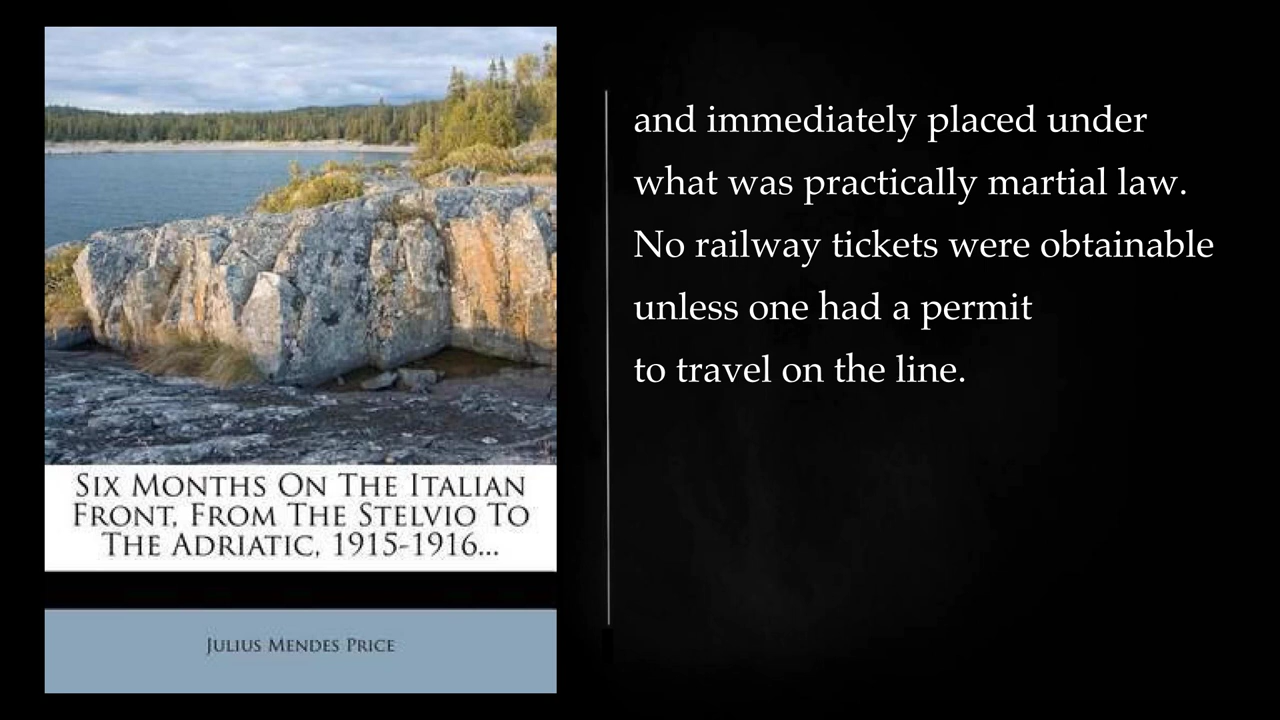 and immediately placed under
what was practically martial law.
No railway tickets were obtainable
unless one had a permit
to travel on the line.
Six Months On The Italian
Front, From The Stelvio To
The Adriatic, 1915-1916...
Julius Mendes Price